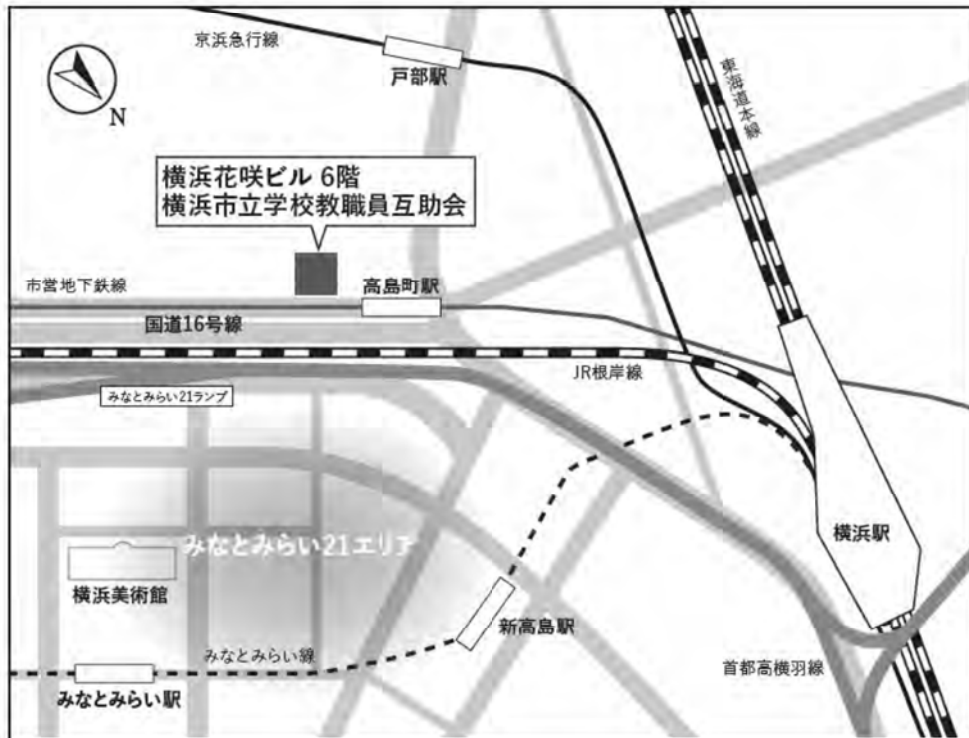 京浜急行線
戸部駅
東海道本線
N
横浜花咲ビル 6階
横浜市立学校教職員互助会
市営地下鉄線
高島町駅
国道16号線
JR根岸線
みなとみらい21ランプ
横浜駅
みなとみらい21エリア
横浜美術館
新高島駅
みなとみらい線
首都高横羽線
みなとみらい駅